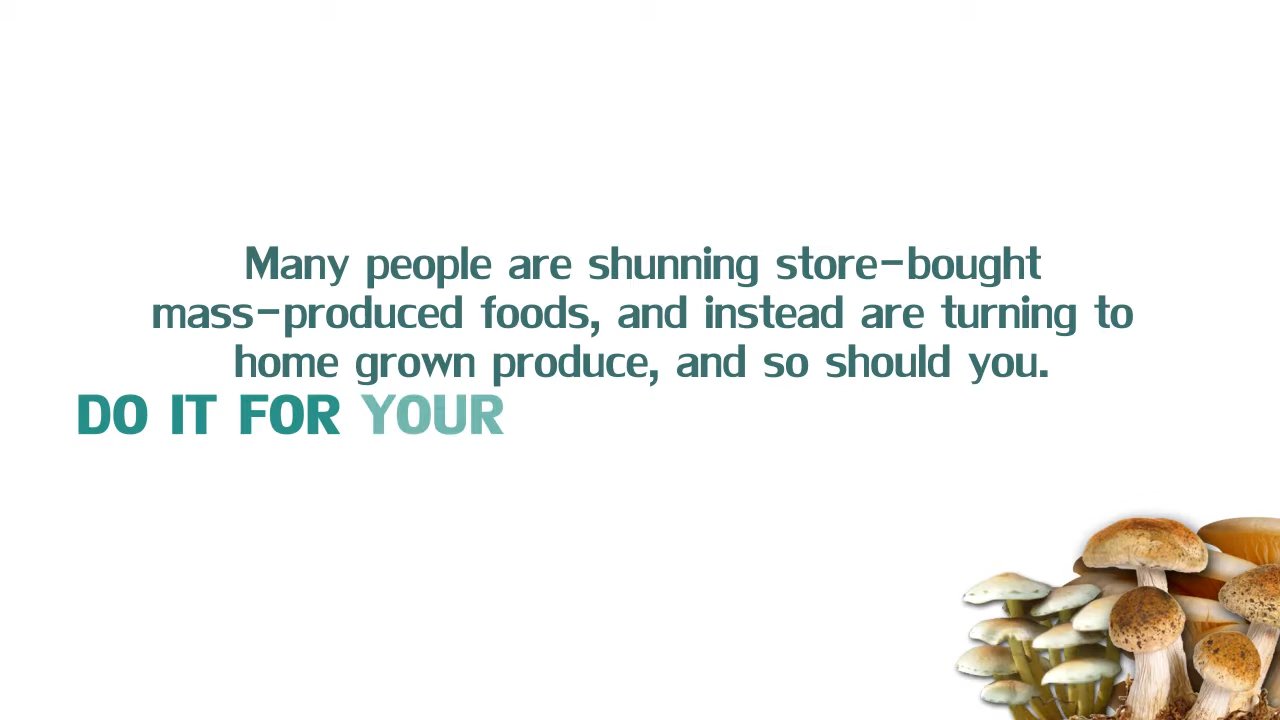 Many people are shunning store-bought
mass-produced foods, and instead are turning to
home grown produce, and so should you.
DO IT FOR YOUR